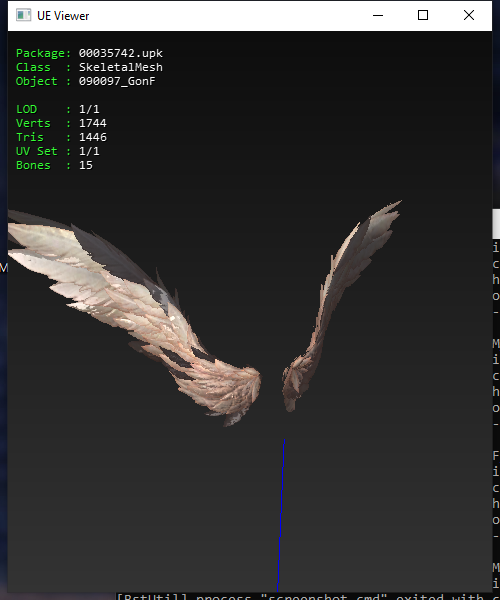 UE Viewer
Package: 00035742.upk
Class : SkeletalMesh
Object : 090097_GonF
LOD : 1/1
Verts : 1744
Tris : 1446
UV Set : 1/1
Bones : 15
M
i
c
h
o
-
M
i
c
h
o
-
F
i
c
h
o
-
M
i
[BstUtil] process "screenshot.cmd" exited with c